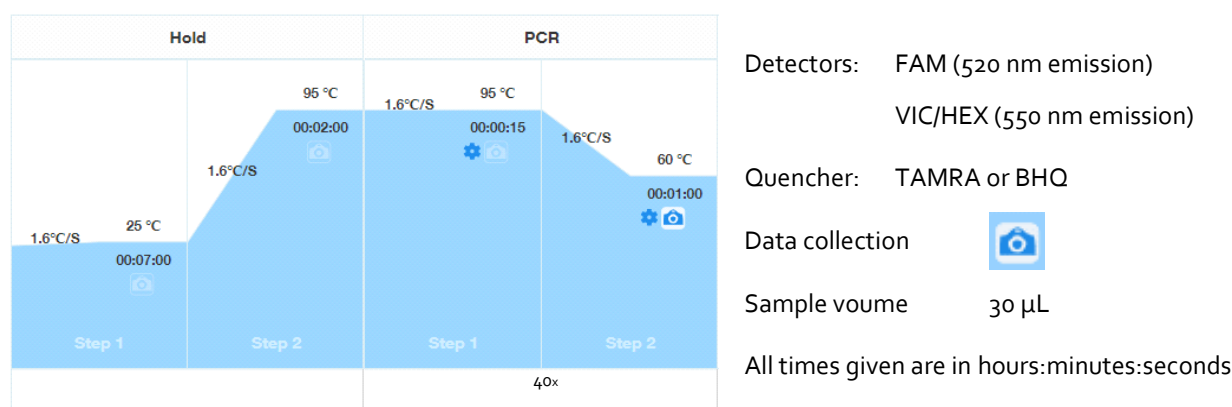 Hold
PCR
1.6°C/S
25 °C
00:07:00
Step 1
1.6°C/S
95 °C
00:02:00
Step 2
1.6°C/S
95 °C
00:00:15
Step 1
1.6°C/S
60 °C
00:01:00
Step 2
40x
Detectors: FAM (520 nm emission)
VIC/HEX (550 nm emission)
Quencher: TAMRA or BHQ
Data collection
Sample voume 30 µL
All times given are in hours:minutes:seconds